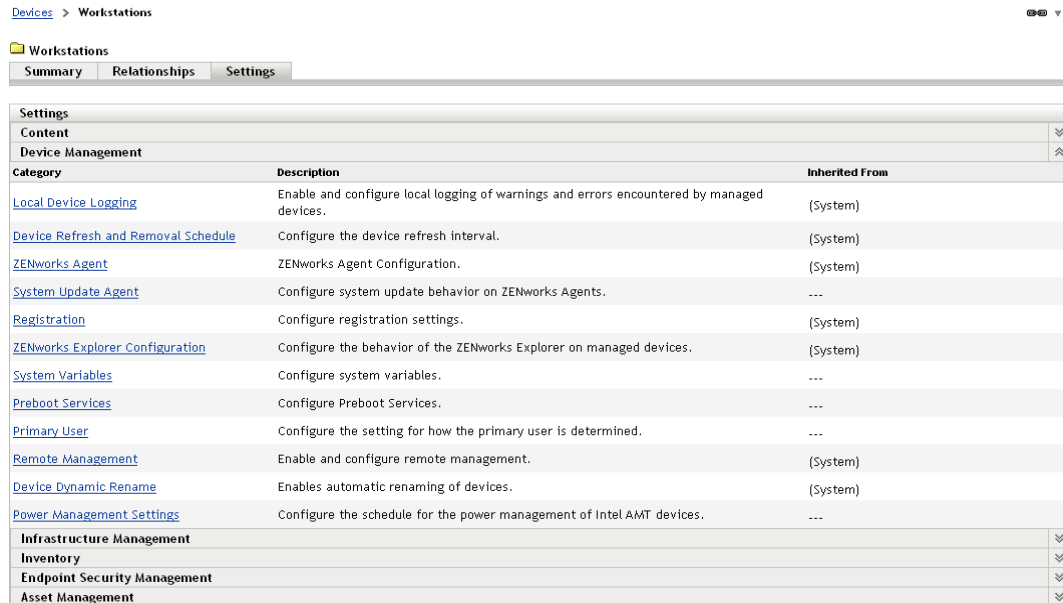 Devices > Workstations
Workstations
Summary Relationships Settings
Settings
Content
Device Management
Category Description Inherited From
Local Device Logging Enable and configure local logging of warnings and errors encountered by managed devices. (System)
Device Refresh and Removal Schedule Configure the device refresh interval. (System)
ZENworks Agent ZENworks Agent Configuration. (System)
System Update Agent Configure system update behavior on ZENworks Agents. ---
Registration Configure registration settings. (System)
ZENworks Explorer Configuration Configure the behavior of the ZENworks Explorer on managed devices. (System)
System Variables Configure system variables. ---
Preboot Services Configure Preboot Services. ---
Primary User Configure the setting for how the primary user is determined. ---
Remote Management Enable and configure remote management. (System)
Device Dynamic Rename Enables automatic renaming of devices. (System)
Power Management Settings Configure the schedule for the power management of Intel AMT devices. ---
Infrastructure Management
Inventory
Endpoint Security Management
Asset Management